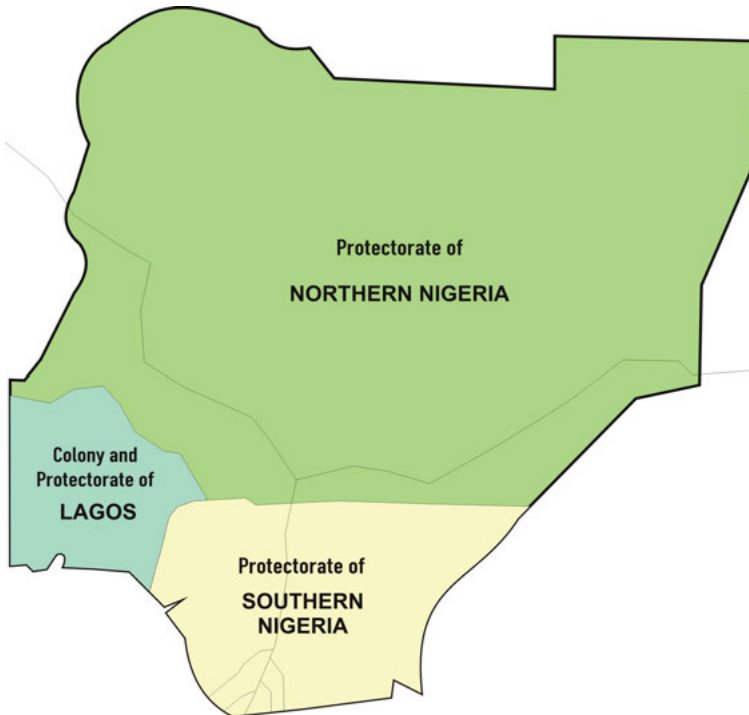 Protectorate of
NORTHERN NIGERIA
Colony and
Protectorate of
LAGOS
Protectorate of
SOUTHERN
NIGERIA